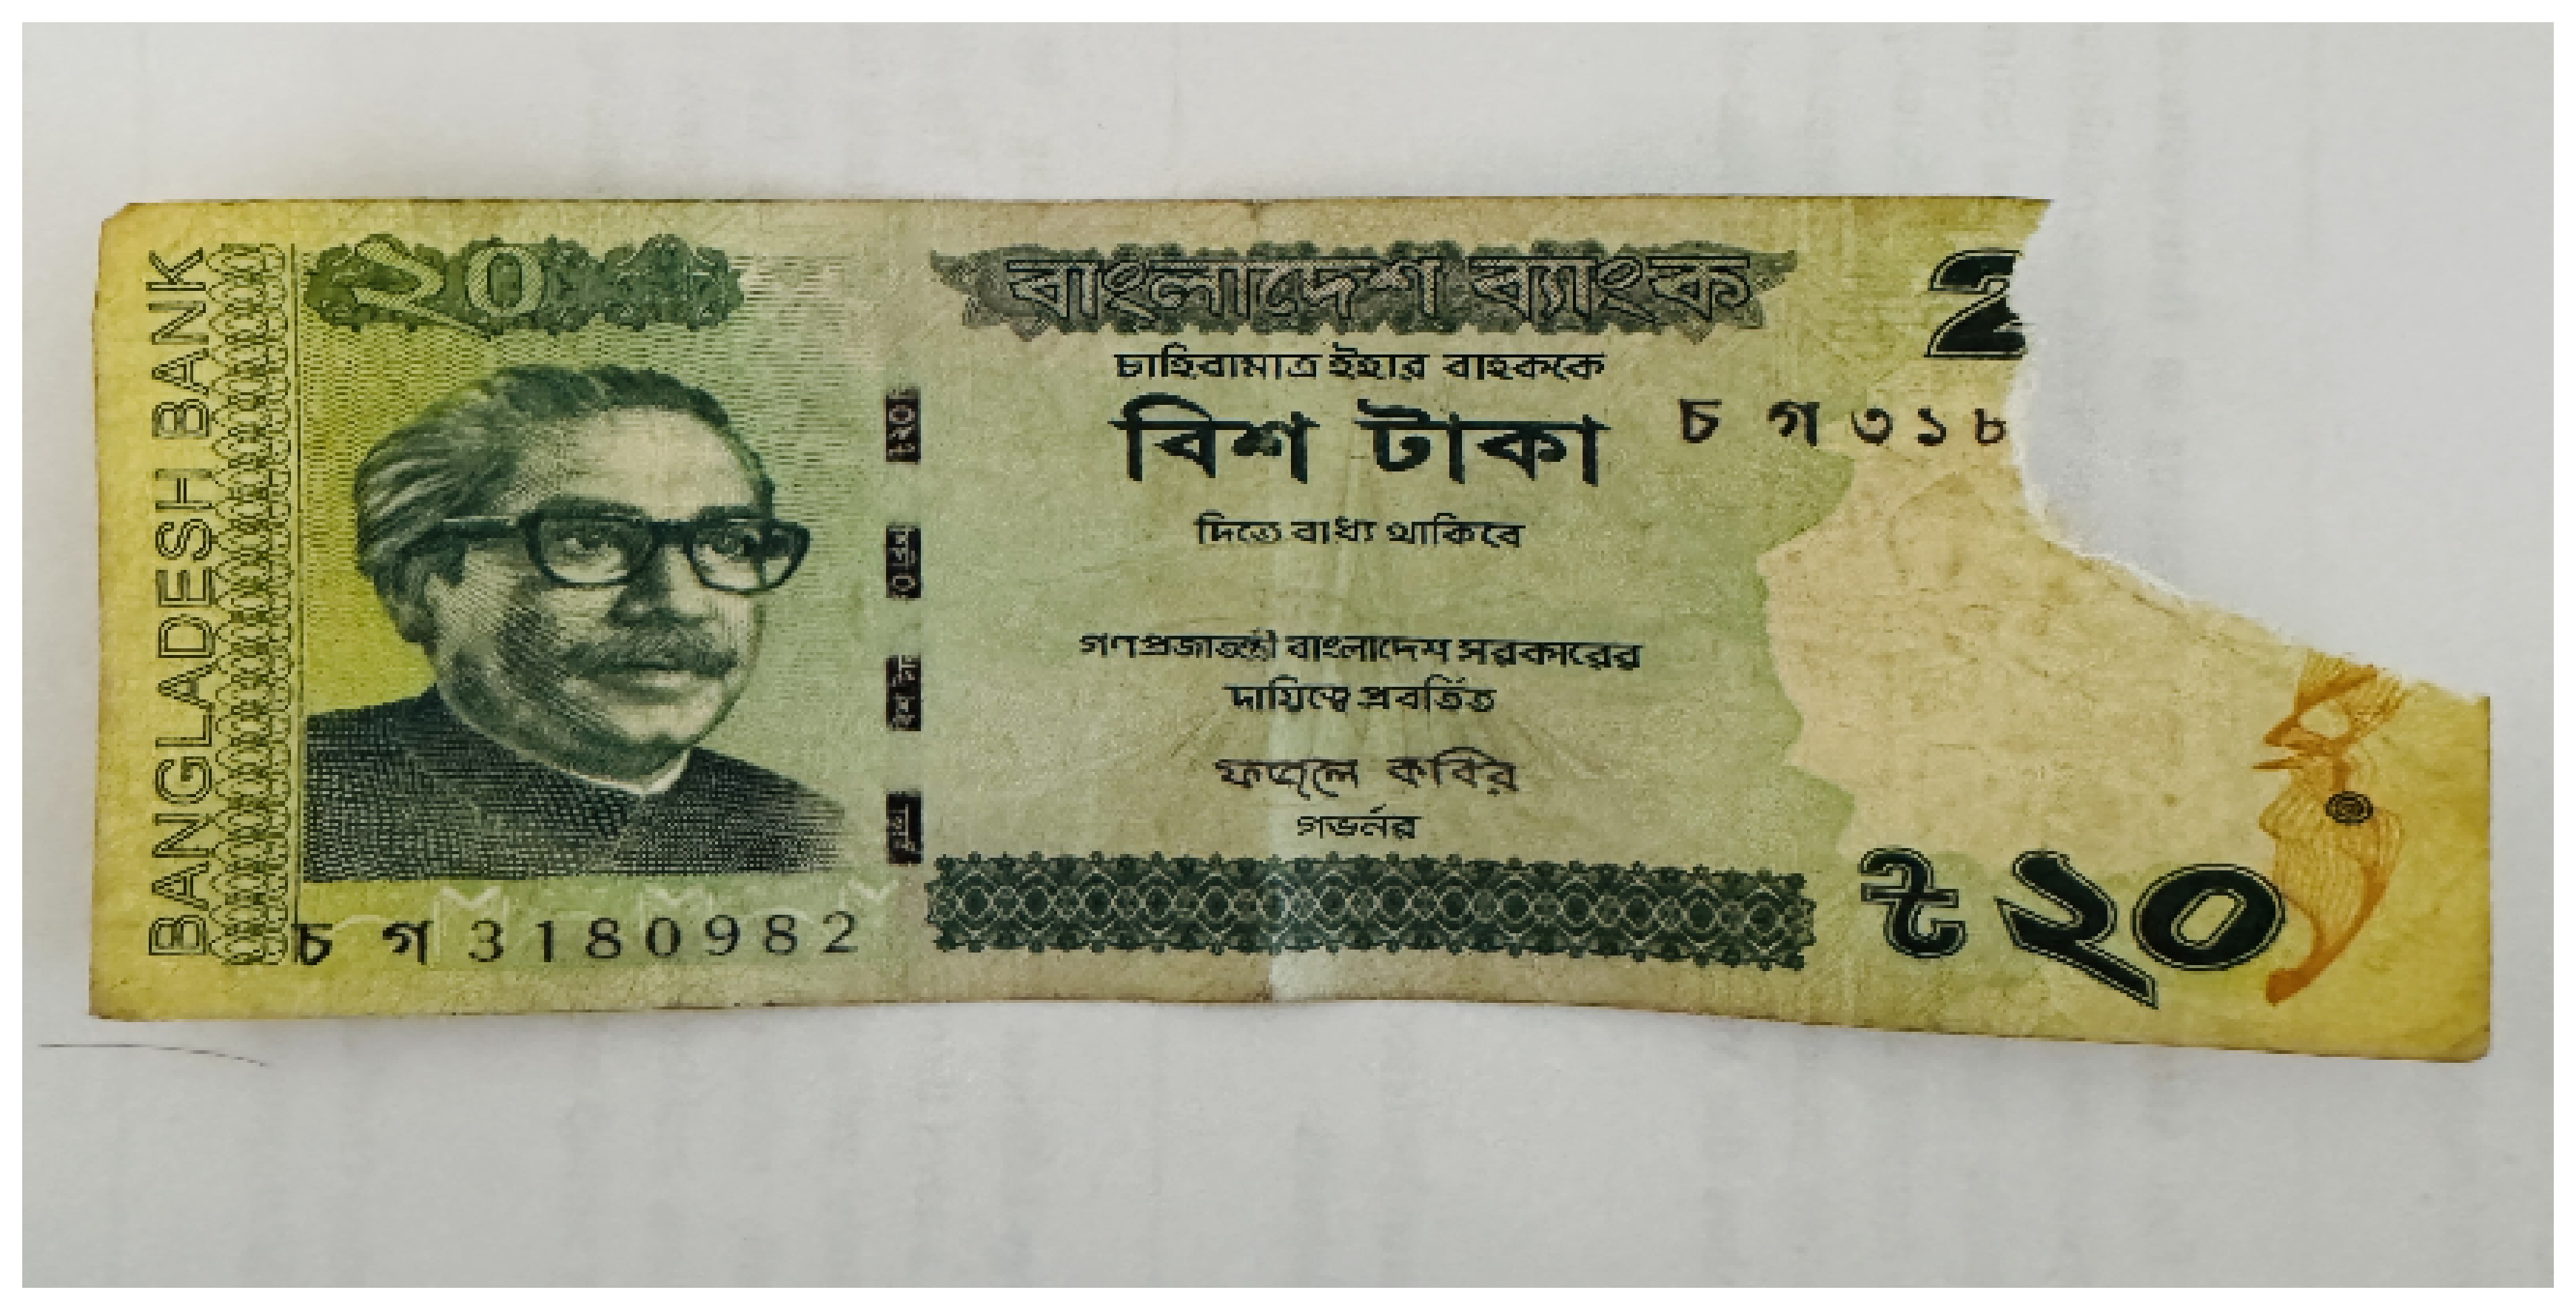 BANGLADESH BANK
২০
বাংলাদেশ ব্যাংক
2
চাহিবামাত্র ইহার বাহককে
বিশ টাকা
চ গ ৩১৮
দিতে বাধ্য থাকিবে
গণপ্রজাতন্ত্রী বাংলাদেশ সরকারের
দায়িত্বে প্রবর্তিত
ফজলে কবির
গভর্নর
চ গ 3180982
৳ ২০